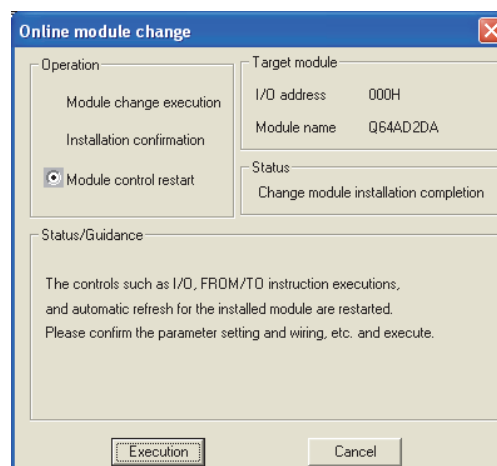 Online module change
Operation
Module change execution
Installation confirmation
Module control restart
Target module
I/O address 000H
Module name Q64AD2DA
Status
Change module installation completion
Status/Guidance
The controls such as I/O, FROM/TO instruction executions,
and automatic refresh for the installed module are restarted.
Please confirm the parameter setting and wiring, etc. and execute.
Execution
Cancel